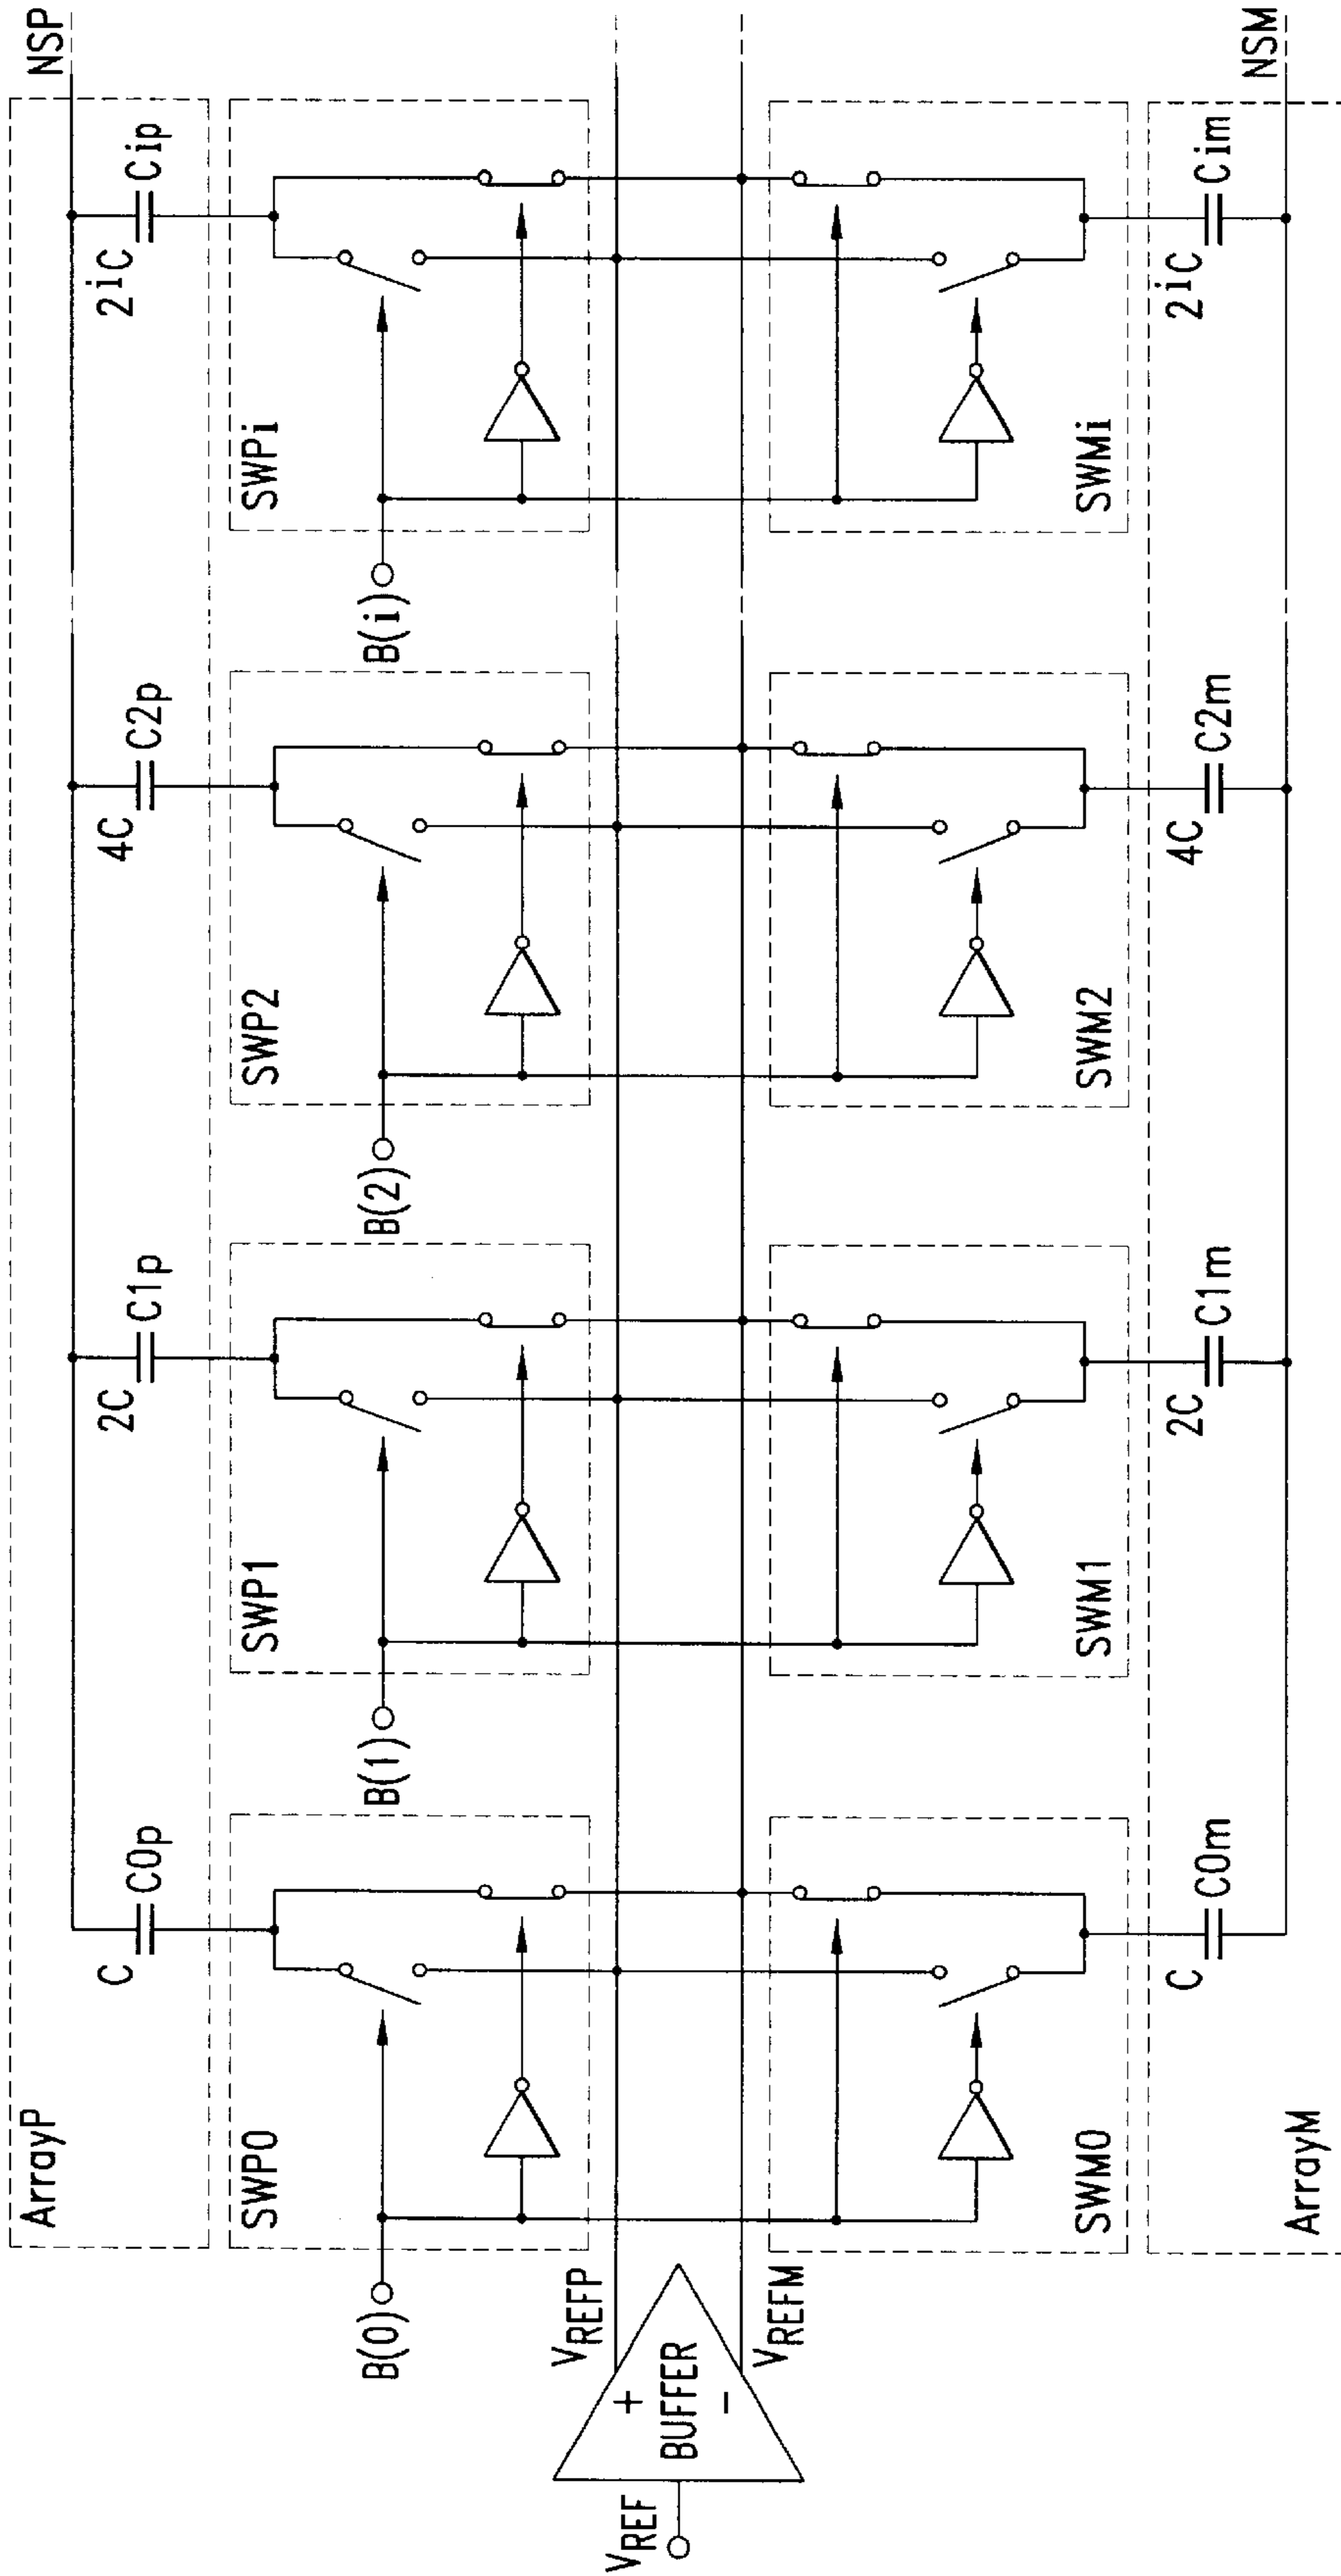 ArrayP
C C0p
2C C1p
4C C2p
2iC Cip
NSP
SWP0
SWP1
SWP2
SWPi
B(0)
B(1)
B(2)
B(i)
VREF
+
BUFFER
-
VREFP
VREFM
SWM0
SWM1
SWM2
SWMi
ArrayM
C C0m
2C C1m
4C C2m
2iC Cim
NSM